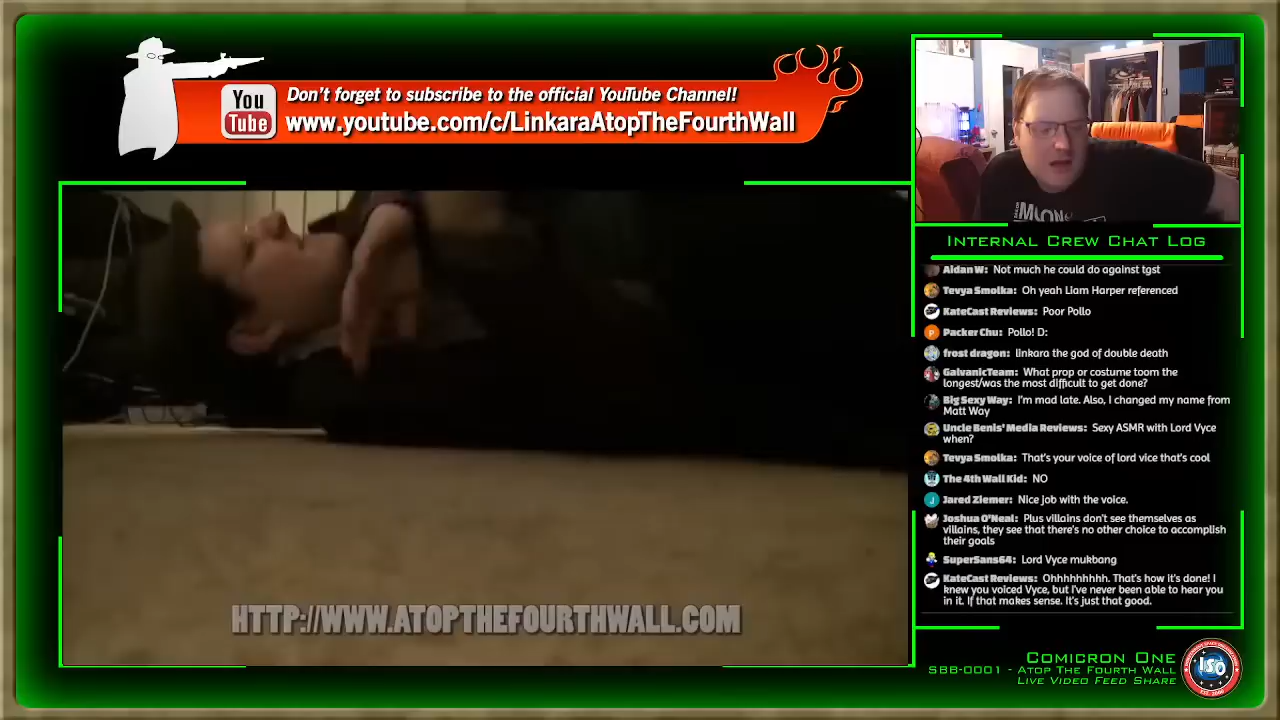 You
Tube
Don't forget to subscribe to the official YouTube Channel!
www.youtube.com/c/LinkaraAtopTheFourthWall
HTTP://WWW.ATOPTHEFOURTHWALL.COM
Internal Crew Chat Log
Aidan W: Not much he could do against tgst
Tevya Smolka: Oh yeah Liam Harper referenced
KateCast Reviews: Poor Pollo
P
Packer Chu: Pollo! D:
frost dragon: linkara the god of double death
GalvanicTeam: What prop or costume toom the
longest/was the most difficult to get done?
Big Sexy Way: I'm mad late. Also, I changed my name from
Matt Way
Uncle Benis' Media Reviews: Sexy ASMR with Lord Vyce
when?
Tevya Smolka: That's your voice of lord vice that's cool
The 4th Wall Kid: NO
J
Jared Ziemer: Nice job with the voice.
Joshua O'Neal: Plus villains don't see themselves as
villains, they see that there's no other choice to accomplish
their goals
SuperSans64: Lord Vyce mukbang
KateCast Reviews: Ohhhhhhhhh. That's how it's done! I
knew you voiced Vyce, but I've never been able to hear you
in it. If that makes sense. It's just that good.
Comicron One
SBB-0001 - Atop The Fourth Wall
Live Video Feed Share
ISO